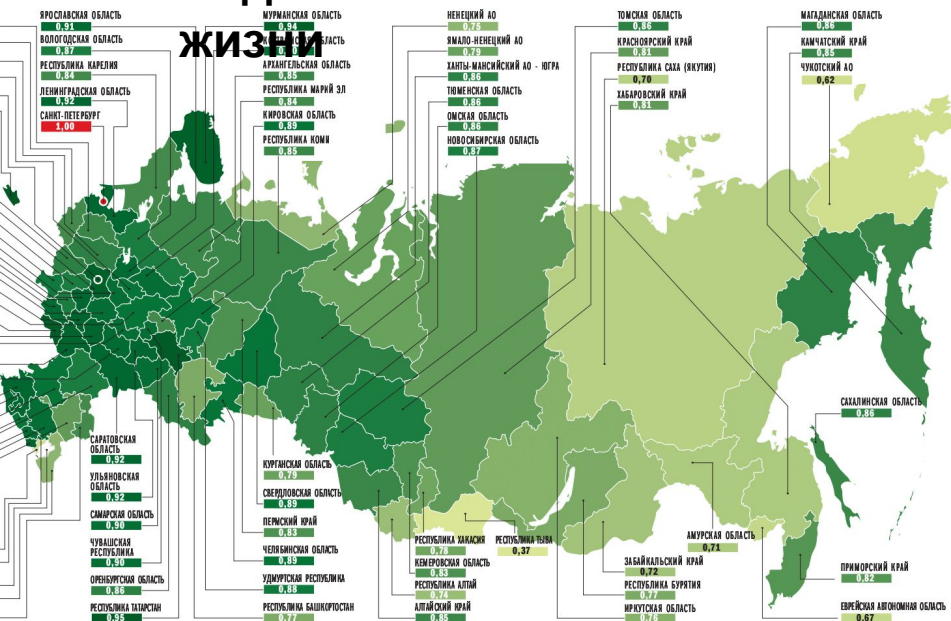 ЖИЗНИ
ЯРОСЛАВСКАЯ ОБЛАСТЬ
0,91
ВОЛОГОДСКАЯ ОБЛАСТЬ
0,87
РЕСПУБЛИКА КАРЕЛИЯ
0,84
ЛЕНИНГРАДСКАЯ ОБЛАСТЬ
0,92
САНКТ-ПЕТЕРБУРГ
1,00
МУРМАНСКАЯ ОБЛАСТЬ
0,94
ОБЛАСТЬ
АРХАНГЕЛЬСКАЯ ОБЛАСТЬ
0,85
РЕСПУБЛИКА МАРИЙ ЭЛ
0,84
КИРОВСКАЯ ОБЛАСТЬ
0,89
РЕСПУБЛИКА КОМИ
0,85
НЕНЕЦКИЙ АО
0,75
ЯМАЛО-НЕНЕЦКИЙ АО
0,79
ХАНТЫ-МАНСИЙСКИЙ АО - ЮГРА
0,86
ТЮМЕНСКАЯ ОБЛАСТЬ
0,86
ОМСКАЯ ОБЛАСТЬ
0,86
НОВОСИБИРСКАЯ ОБЛАСТЬ
0,87
ТОМСКАЯ ОБЛАСТЬ
0,86
КРАСНОЯРСКИЙ КРАЙ
0,81
РЕСПУБЛИКА САХА (ЯКУТИЯ)
0,70
ХАБАРОВСКИЙ КРАЙ
0,81
МАГАДАНСКАЯ ОБЛАСТЬ
0,86
КАМЧАТСКИЙ КРАЙ
0,85
ЧУКОТСКИЙ АО
0,62
САХАЛИНСКАЯ ОБЛАСТЬ
0,86
САРАТОВСКАЯ
ОБЛАСТЬ
0,92
УЛЬЯНОВСКАЯ
ОБЛАСТЬ
0,92
САМАРСКАЯ ОБЛАСТЬ
0,90
ЧУВАШСКАЯ
РЕСПУБЛИКА
0,90
ОРЕНБУРГСКАЯ ОБЛАСТЬ
0,86
РЕСПУБЛИКА ТАТАРСТАН
0,95
КУРГАНСКАЯ ОБЛАСТЬ
0,79
СВЕРДЛОВСКАЯ ОБЛАСТЬ
0,89
ПЕРМСКИЙ КРАЙ
0,83
ЧЕЛЯБИНСКАЯ ОБЛАСТЬ
0,89
УДМУРТСКАЯ РЕСПУБЛИКА
0,88
РЕСПУБЛИКА БАШКОРТОСТАН
0,77
РЕСПУБЛИКА ХАКАСИЯ
0,78
КЕМЕРОВСКАЯ ОБЛАСТЬ
0,83
РЕСПУБЛИКА АЛТАЙ
0,74
АЛТАЙСКИЙ КРАЙ
0,85
РЕСПУБЛИКА ТЫВА
0,37
АМУРСКАЯ ОБЛАСТЬ
0,71
ЗАБАЙКАЛЬСКИЙ КРАЙ
0,72
РЕСПУБЛИКА БУРЯТИЯ
0,77
ИРКУТСКАЯ ОБЛАСТЬ
0,76
ПРИМОРСКИЙ КРАЙ
0,82
ЕВРЕЙСКАЯ АВТОНОМНАЯ ОБЛАСТЬ
0,67